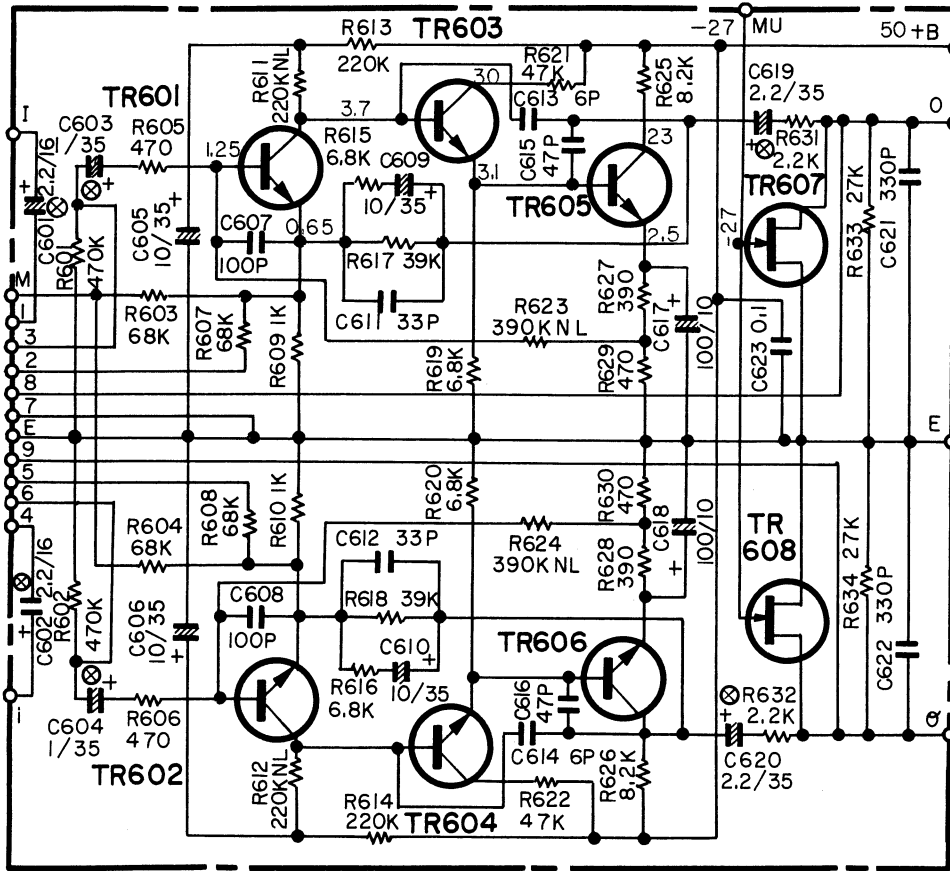 TR603
-27
MU
50+B
R613
220K
R611
220KNL
R621
47K
30
R625
8.2K
C619
2.2/35
TR601
I
C603
1/35
R605
470
3.7
C613
6P
O
1.25
R615
6.8K
C609
10/35
+
C615
47P
23
R631
2.2K
+
TR607
3.1
TR605
+
2.2/16
C601
R601
470K
+
C605
10/35
+
C607
100P
0.65
R617 39K
2.5
-27
R633 27K
C621 330P
M
1
3
2
8
7
E
9
5
6
4
R603
68K
R607
68K
R609 1K
C611 33P
R623
390KNL
R627
390
+
C617
100/10
C623 0.1
R619
6.8K
R629
470
E
R604
68K
R608
68K
R610 1K
C612 33P
R620
6.8K
R624
390KNL
R630
470
R628
390
C618
100/10
+
TR
608
R634 27K
C622 330P
2.2/16
C602
+
R602
470K
C606
10/35
+
C608
100P
R618 39K
C610
10/35
+
R616
6.8K
TR606
i
+
C604
1/35
R606
470
TR602
C616
47P
C614 6P
R632
2.2K
+
C620
2.2/35
R612
220KNL
R614
220K
TR604
R622
47K
R626
8.2K